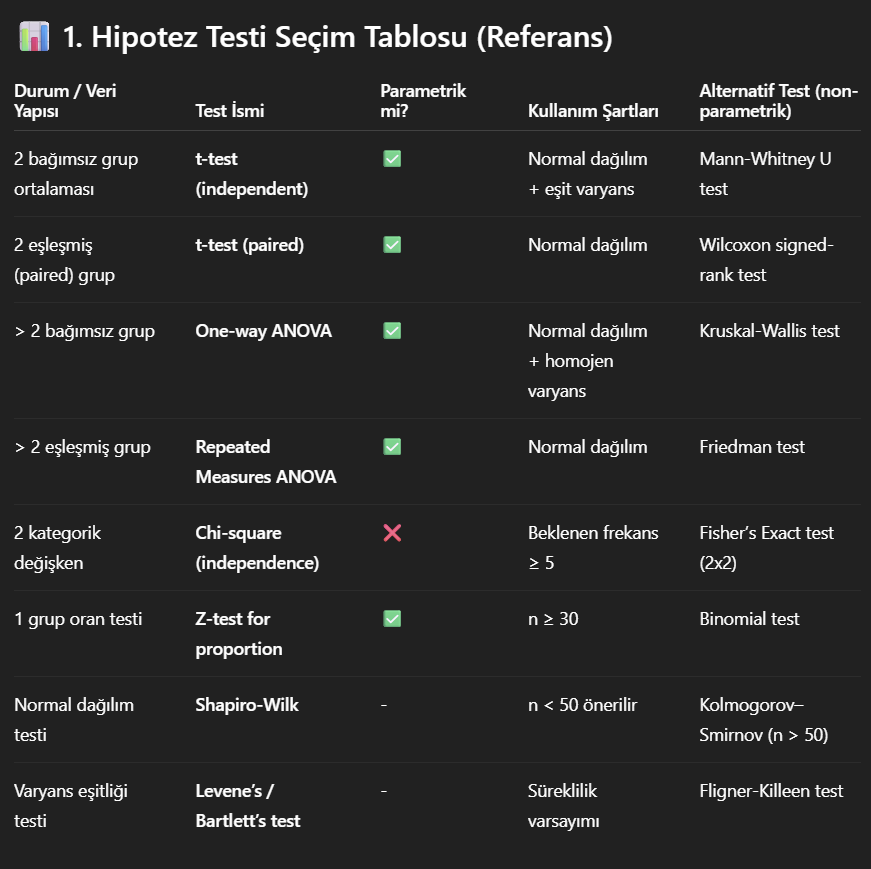 1. Hipotez Testi Seçim Tablosu (Referans)
Durum / Veri Yapısı	Test İsmi	Parametrik mi?	Kullanım Şartları	Alternatif Test (non-parametrik)
2 bağımsız grup ortalaması	t-test (independent)	✅	Normal dağılım + eşit varyans	Mann-Whitney U test
2 eşleşmiş (paired) grup	t-test (paired)	✅	Normal dağılım	Wilcoxon signed-rank test
> 2 bağımsız grup	One-way ANOVA	✅	Normal dağılım + homojen varyans	Kruskal-Wallis test
> 2 eşleşmiş grup	Repeated Measures ANOVA	✅	Normal dağılım	Friedman test
2 kategorik değişken	Chi-square (independence)	❌	Beklenen frekans ≥ 5	Fisher’s Exact test (2x2)
1 grup oran testi	Z-test for proportion	✅	n ≥ 30	Binomial test
Normal dağılım testi	Shapiro-Wilk	-	n < 50 önerilir	Kolmogorov–Smirnov (n > 50)
Varyans eşitliği testi	Levene’s / Bartlett’s test	-	Süreklilik varsayımı	Fligner-Killeen test